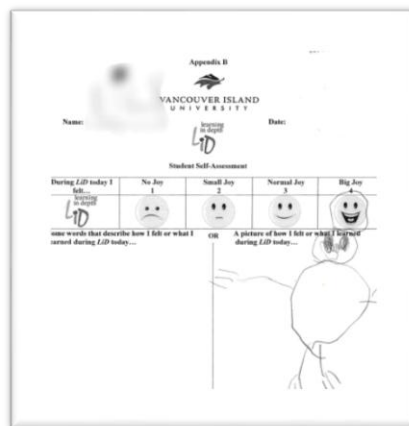 Appendix B
VANCOUVER ISLAND
UNIVERSITY
Name:
Date:
learning
in depth
LiD
Student Self-Assessment
During LiD today I
felt…
No Joy
1
Small Joy
2
Normal Joy
3
Big Joy
4
learning
in depth
LiD
ome words that describe how I felt or what I
earned during LiD today…
OR
A picture of how I felt or what I learned
during LiD today…